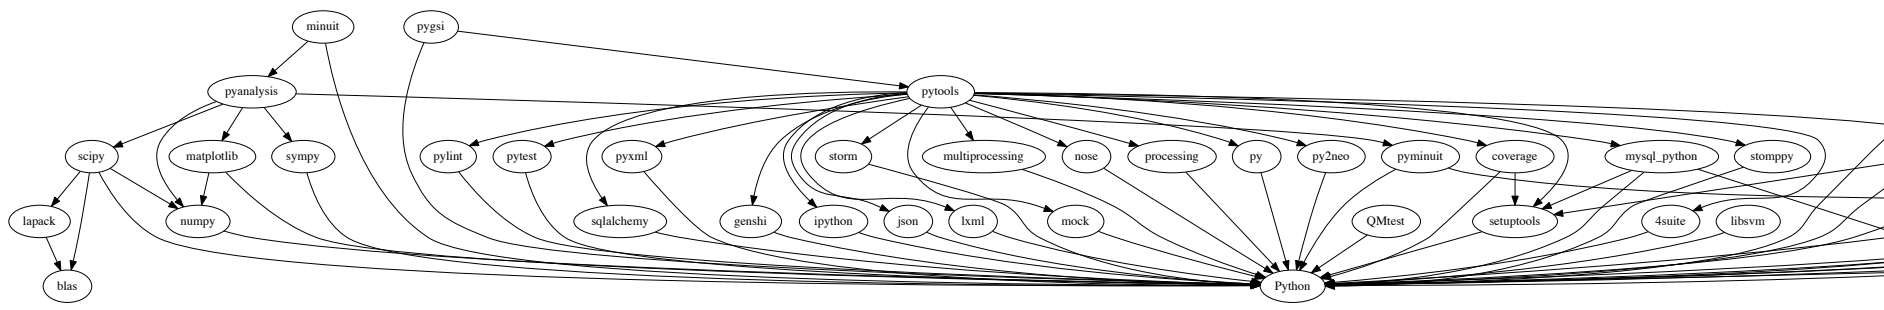 minuit pygsi
pyanalysis pytools
scipy matplotlib sympy pylint pytest pyxml storm multiprocessing nose processing py py2neo pyminuit coverage mysql_python stomppy
lapack numpy sqlalchemy genshi ipython json lxml mock QMtest setuptools 4suite libsvm
blas Python